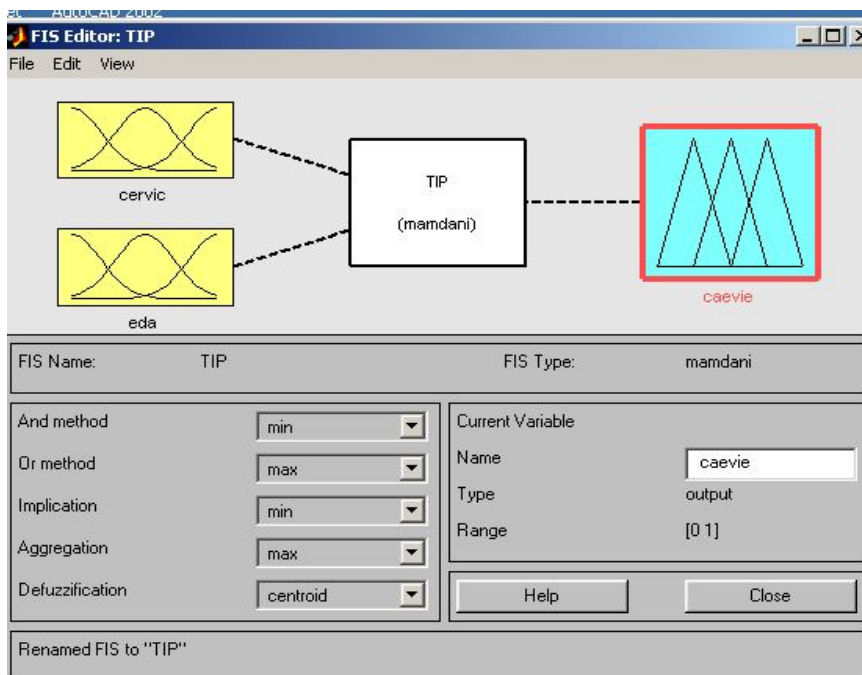 AutoCAD 2002
FIS Editor: TIP
File Edit View
cervic
eda
TIP
(mamdani)
caevie
FIS Name: TIP FIS Type: mamdani
And method min
Or method max
Implication min
Aggregation max
Defuzzification centroid
Current Variable
Name caevie
Type output
Range [0 1]
Help Close
Renamed FIS to "TIP"